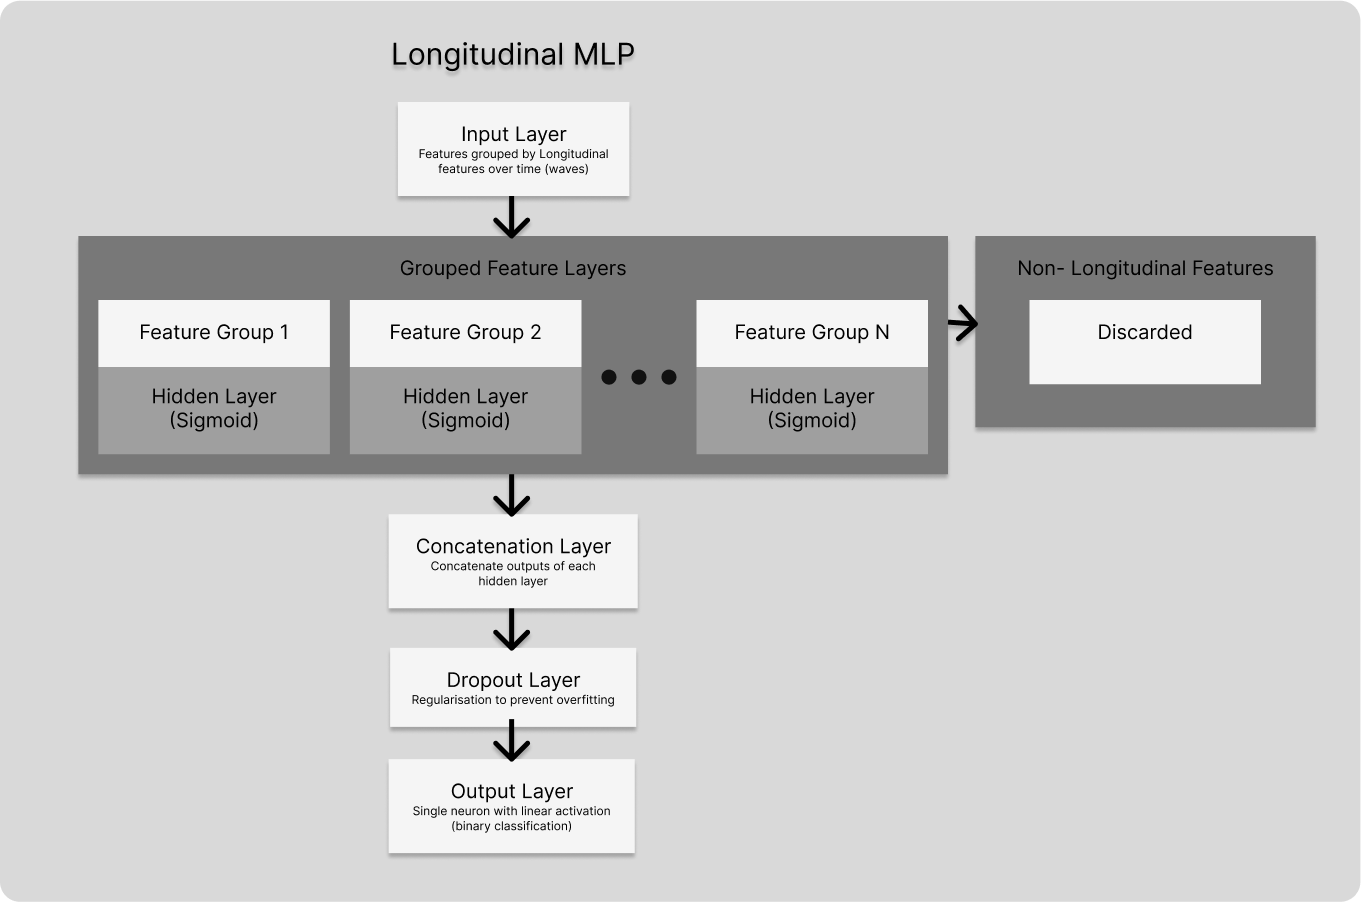 Longitudinal MLP
Input Layer
Features grouped by Longitudinal
features over time (waves)
Grouped Feature Layers
Feature Group 1
Hidden Layer
(Sigmoid)
Feature Group 2
Hidden Layer
(Sigmoid)
Feature Group N
Hidden Layer
(Sigmoid)
Non- Longitudinal Features
Discarded
Concatenation Layer
Concatenate outputs of each
hidden layer
Dropout Layer
Regularisation to prevent overfitting
Output Layer
Single neuron with linear activation
(binary classification)